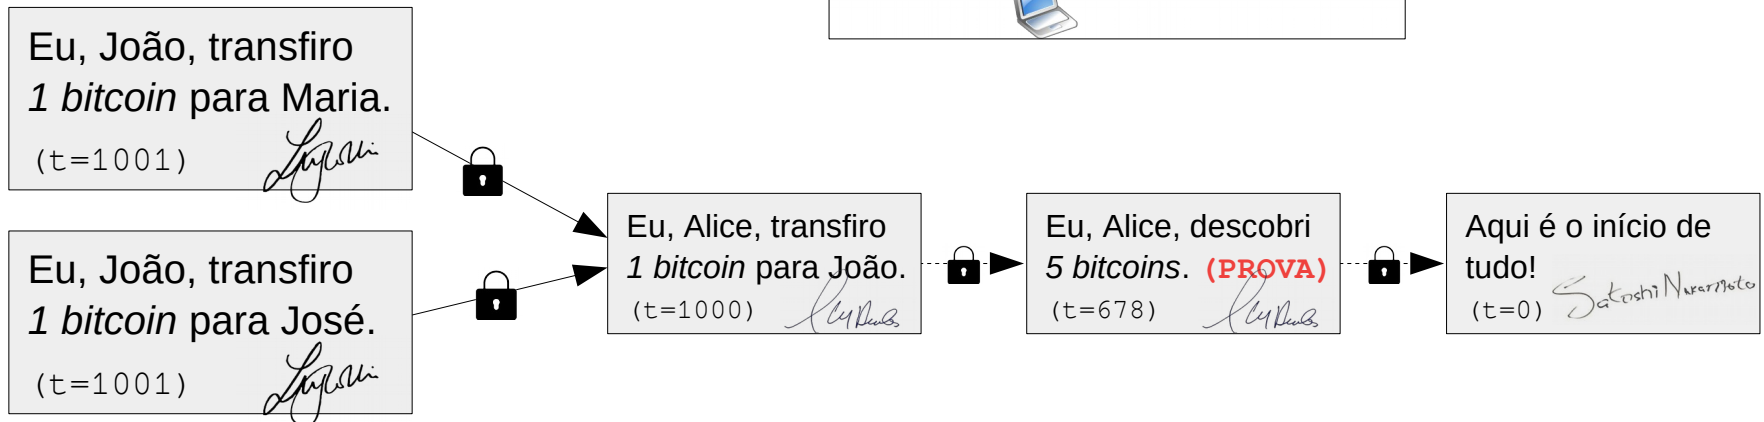 Eu, João, transfiro
1 bitcoin para Maria.
(t=1001)
Eu, João, transfiro
1 bitcoin para José.
(t=1001)
Eu, Alice, transfiro
1 bitcoin para João.
(t=1000)
Eu, Alice, descobri
5 bitcoins. (PROVA)
(t=678)
Aqui é o início de
tudo!
(t=0) Satoshi Nakamoto